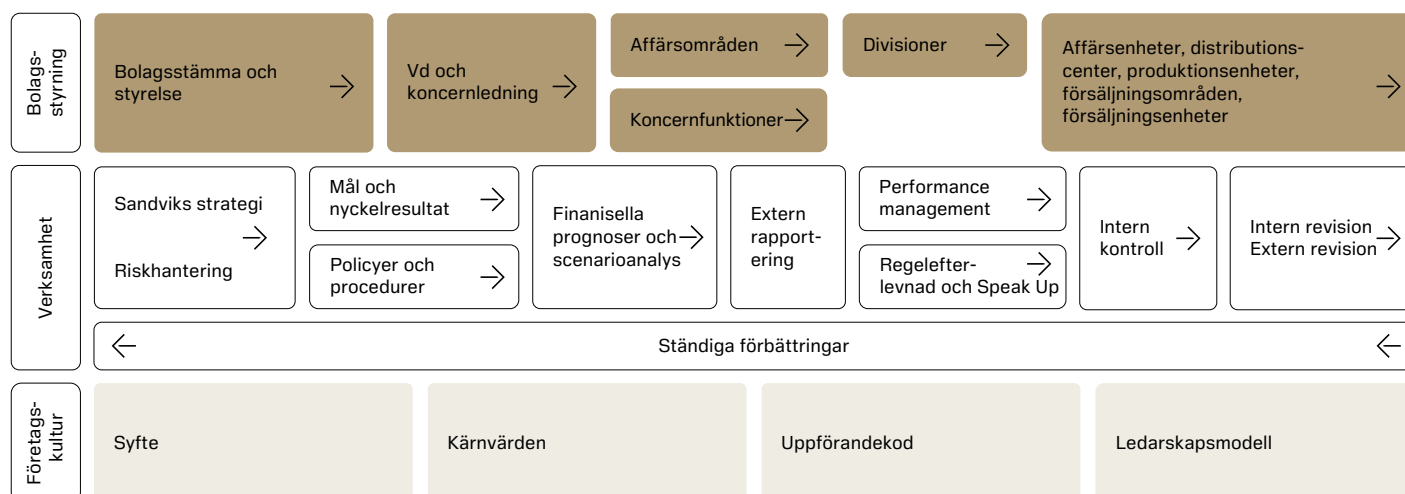 Bolags-
styrning
Bolagsstämma och
styrelse
Vd och
koncernledning
Affärsområden
Koncernfunktioner
Divisioner
Affärsenheter, distributions-
center, produktionsenheter,
försäljningsområden,
försäljningsenheter
Verksamhet
Sandviks strategi
Riskhantering
Mål och
nyckelresultat
Policyer och
procedurer
Finanisella
prognoser och
scenarioanalys
Extern
rapport-
ering
Performance
management
Regelefter-
levnad och Speak Up
Intern
kontroll
Intern revision
Extern revision
Ständiga förbättringar
Företags-
kultur
Syfte
Kärnvärden
Uppförandekod
Ledarskapsmodell